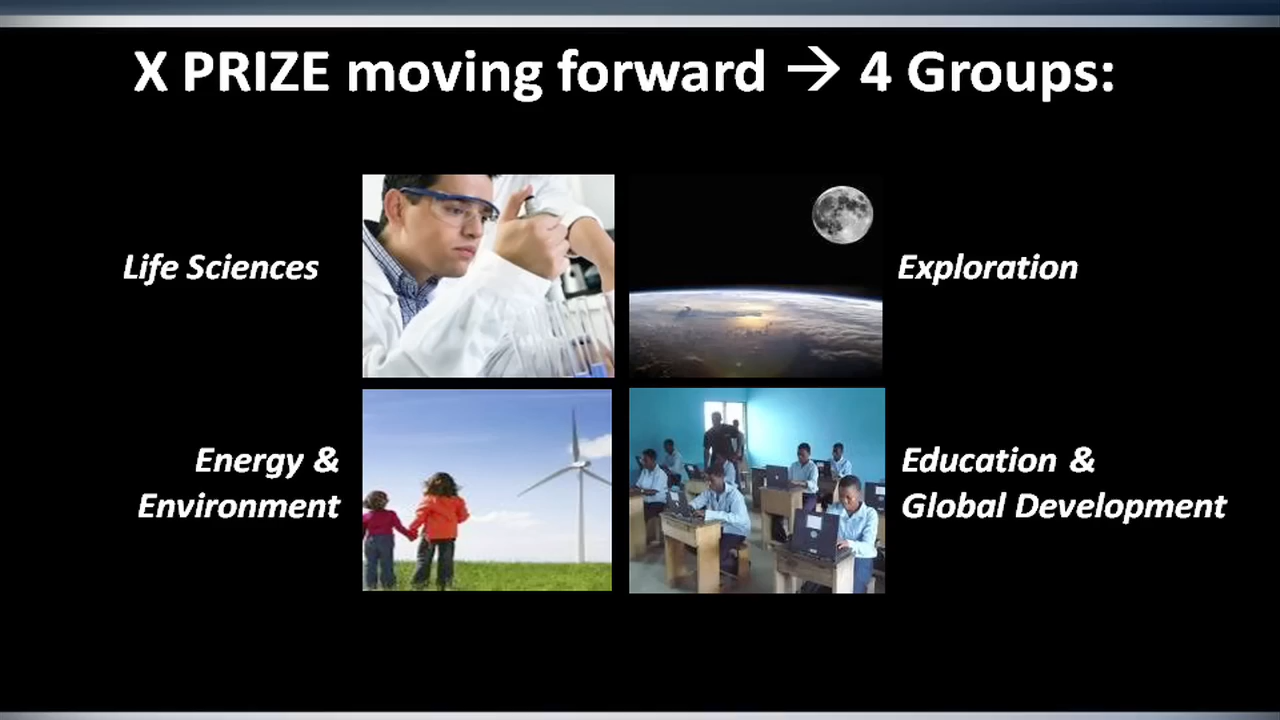 X PRIZE moving forward → 4 Groups:
Life Sciences
Exploration
Energy &
Environment
Education &
Global Development